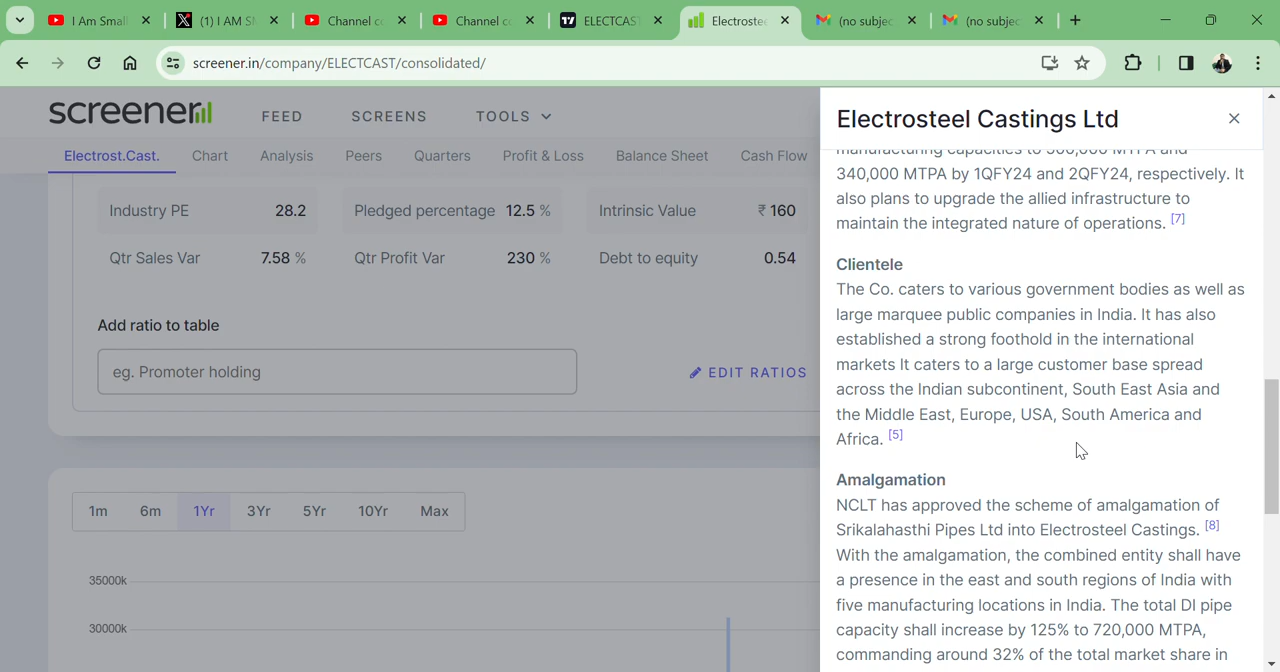 I Am Small
(1) I AM SM
Channel co
Channel co
ELECTCAST
Electrostee
(no subjec
(no subjec
screener.in/company/ELECTCAST/consolidated/
screener
FEED
SCREENS
TOOLS
Electrost.Cast.
Chart
Analysis
Peers
Quarters
Profit & Loss
Balance Sheet
Cash Flow
Industry PE
28.2
Pledged percentage
12.5 %
Intrinsic Value
₹ 160
Qtr Sales Var
7.58 %
Qtr Profit Var
230 %
Debt to equity
0.54
Add ratio to table
eg. Promoter holding
EDIT RATIOS
1m
6m
1Yr
3Yr
5Yr
10Yr
Max
35000k
30000k
Electrosteel Castings Ltd
340,000 MTPA by 1QFY24 and 2QFY24, respectively. It
also plans to upgrade the allied infrastructure to
maintain the integrated nature of operations. [7]
Clientele
The Co. caters to various government bodies as well as
large marquee public companies in India. It has also
established a strong foothold in the international
markets It caters to a large customer base spread
across the Indian subcontinent, South East Asia and
the Middle East, Europe, USA, South America and
Africa. [5]
Amalgamation
NCLT has approved the scheme of amalgamation of
Srikalahasthi Pipes Ltd into Electrosteel Castings. [8]
With the amalgamation, the combined entity shall have
a presence in the east and south regions of India with
five manufacturing locations in India. The total DI pipe
capacity shall increase by 125% to 720,000 MTPA,
commanding around 32% of the total market share in